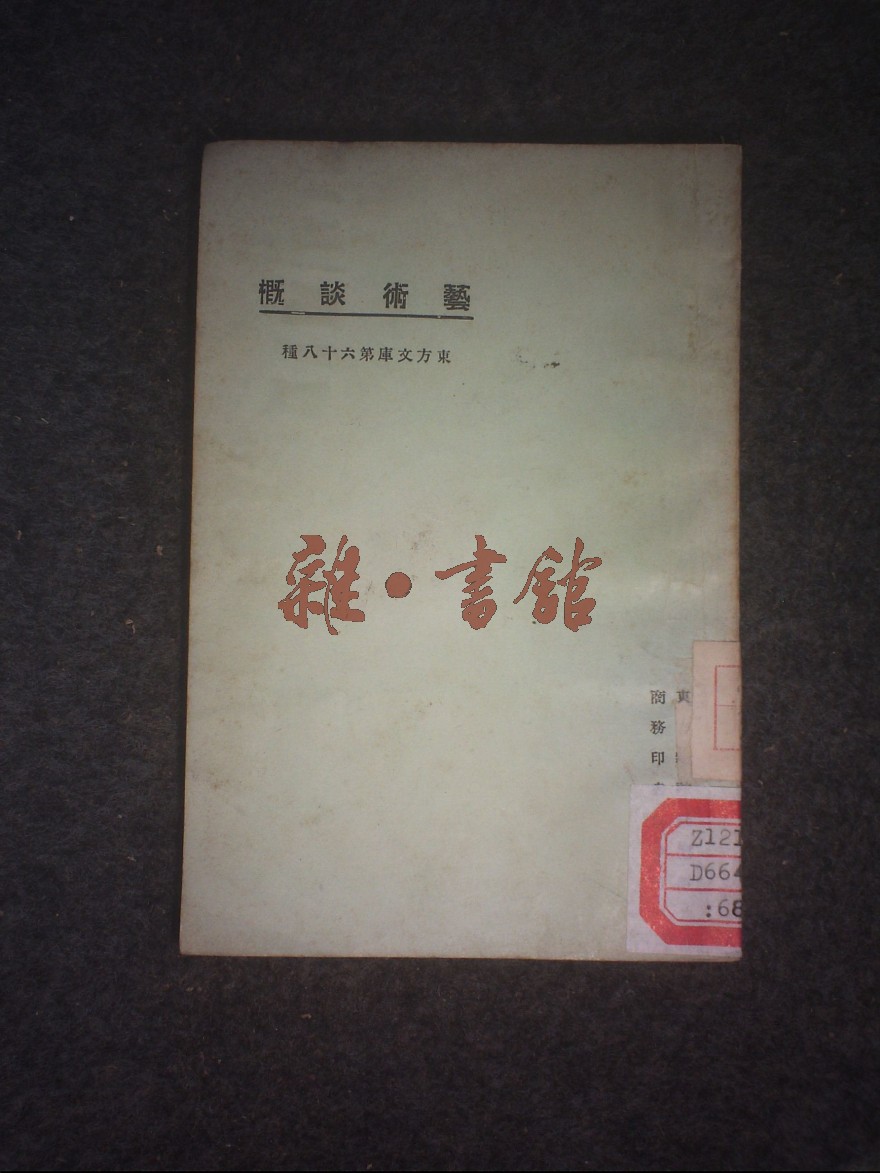 藝術談概
東方文庫第六十八種
雜·書館
東
商務印
Z121
D664
:68